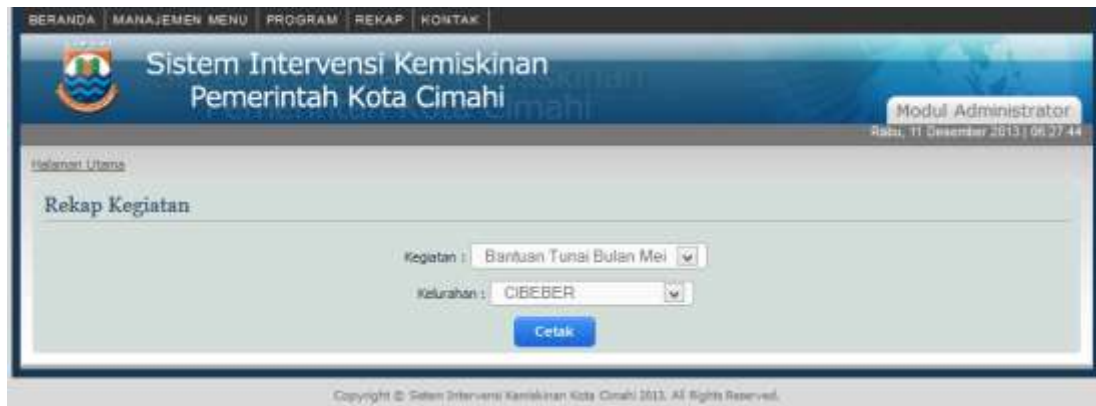 BERANDA MANAJEMEN MENU PROGRAM REKAP KONTAK
Sistem Intervensi Kemiskinan
Pemerintah Kota Cimahi
Modul Administrator
Rabu, 11 Desember 2013 | 06:27:44
Halaman Utama
Rekap Kegiatan
Kegiatan : Bantuan Tunai Bulan Mei
Kelurahan : CIBEBER
Cetak
Copyright © Sistem Intervensi Kemiskinan Kota Cimahi 2013. All Rights Reserved.